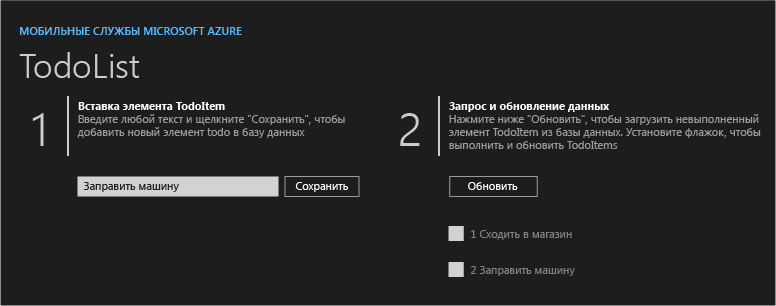 МОБИЛЬНЫЕ СЛУЖБЫ MICROSOFT AZURE
TodoList
1
Вставка элемента TodoItem
Введите любой текст и щелкните "Сохранить", чтобы
добавить новый элемент todo в базу данных
Заправить машину
Сохранить
2
Запрос и обновление данных
Нажмите ниже "Обновить", чтобы загрузить невыполненный
элемент TodoItem из базы данных. Установите флажок, чтобы
выполнить и обновить TodoItems
Обновить
1 Сходить в магазин
2 Заправить машину